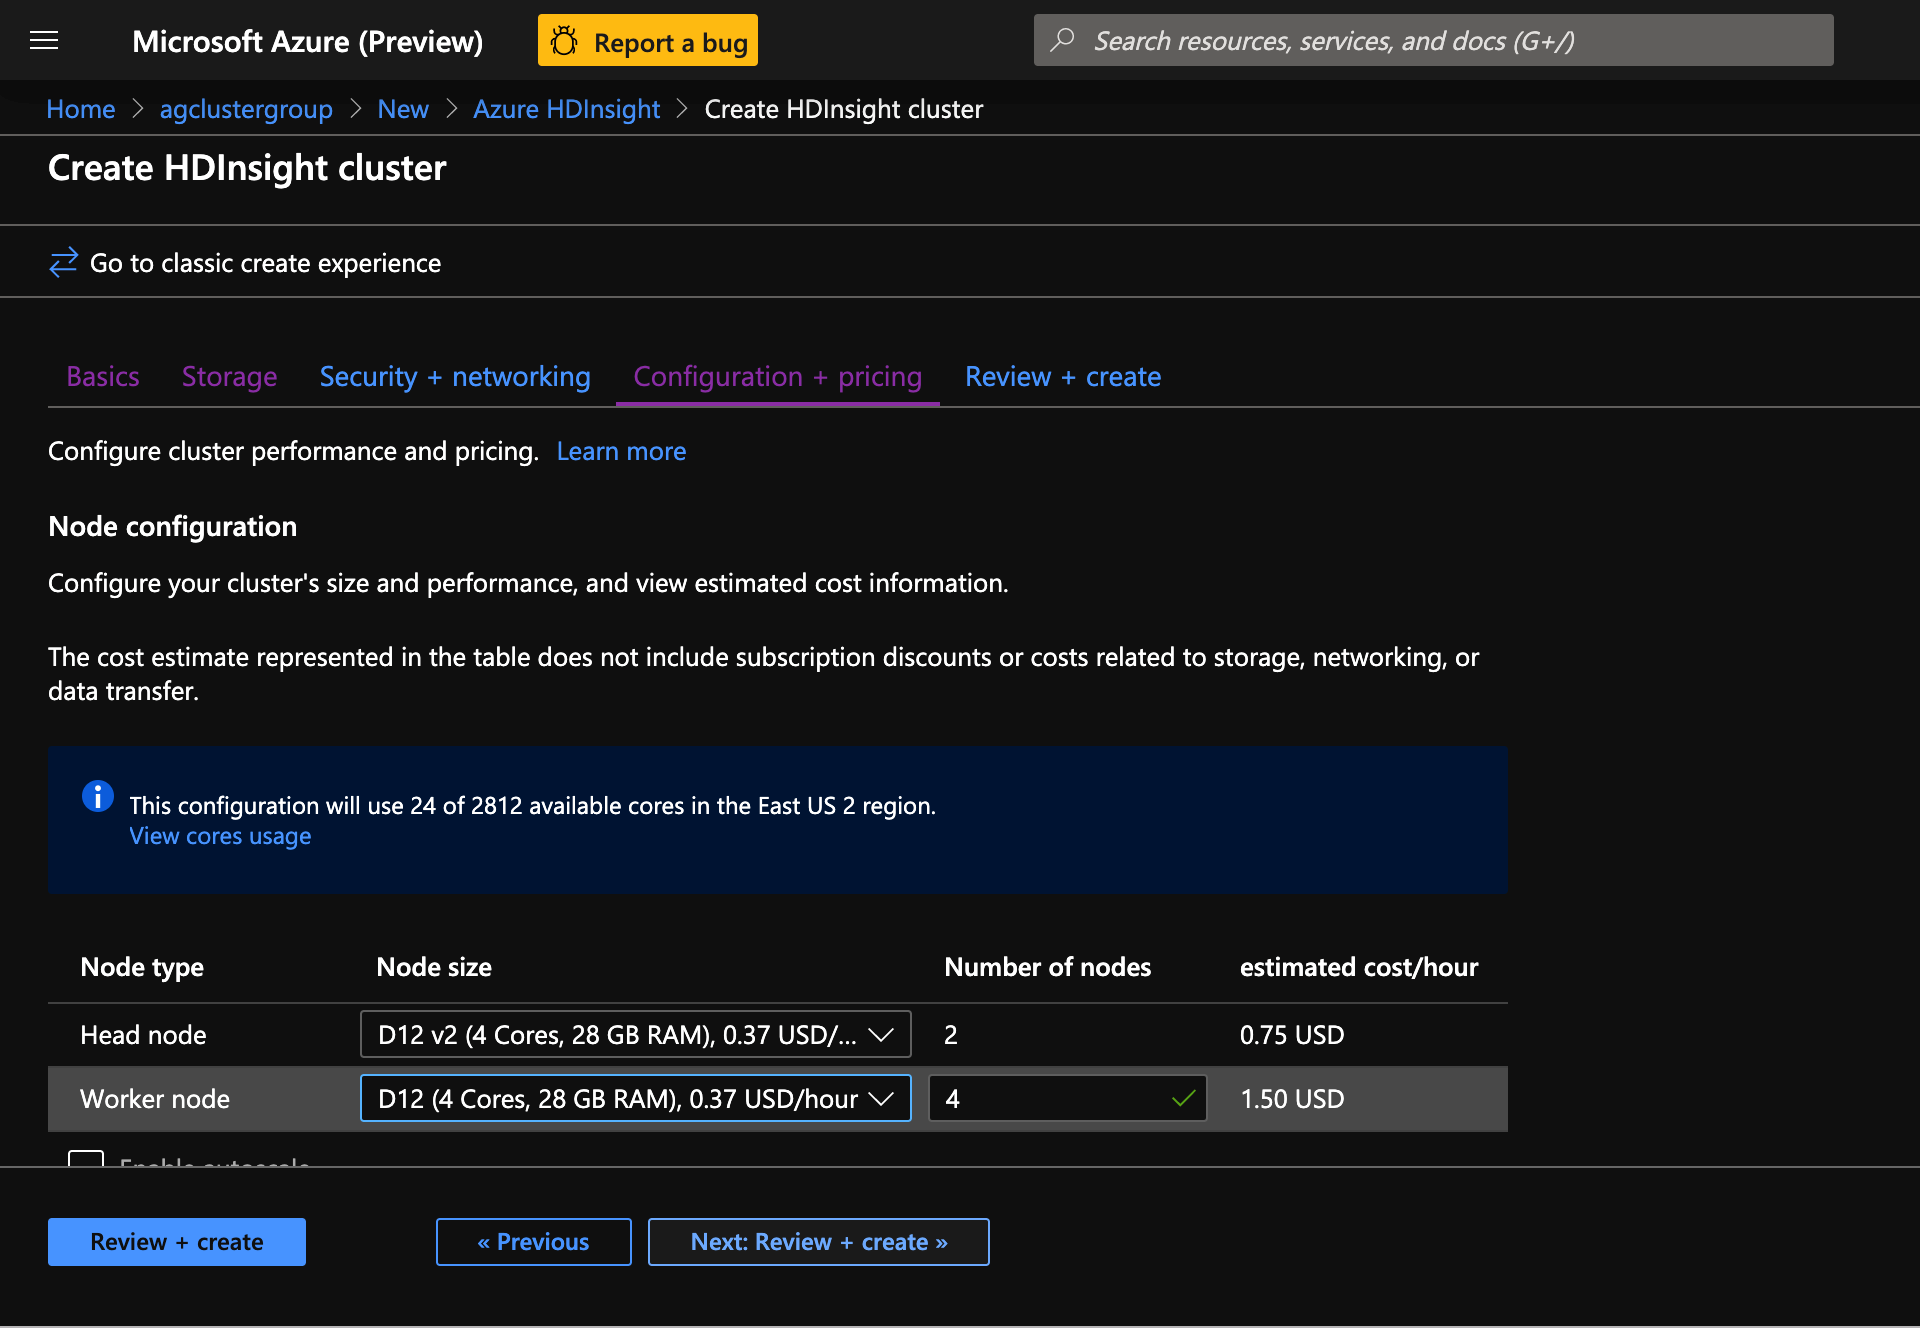 Microsoft Azure (Preview)
Report a bug
Search resources, services, and docs (G+/)
Home > agclustergroup > New > Azure HDInsight > Create HDInsight cluster
Create HDInsight cluster
Go to classic create experience
Basics Storage Security + networking Configuration + pricing Review + create
Configure cluster performance and pricing. Learn more
Node configuration
Configure your cluster's size and performance, and view estimated cost information.
The cost estimate represented in the table does not include subscription discounts or costs related to storage, networking, or
data transfer.
This configuration will use 24 of 2812 available cores in the East US 2 region.
View cores usage
Node type Node size Number of nodes estimated cost/hour
Head node D12 v2 (4 Cores, 28 GB RAM), 0.37 USD/... 2 0.75 USD
Worker node D12 (4 Cores, 28 GB RAM), 0.37 USD/hour 4 1.50 USD
Enable autoscale
Review + create « Previous Next: Review + create »